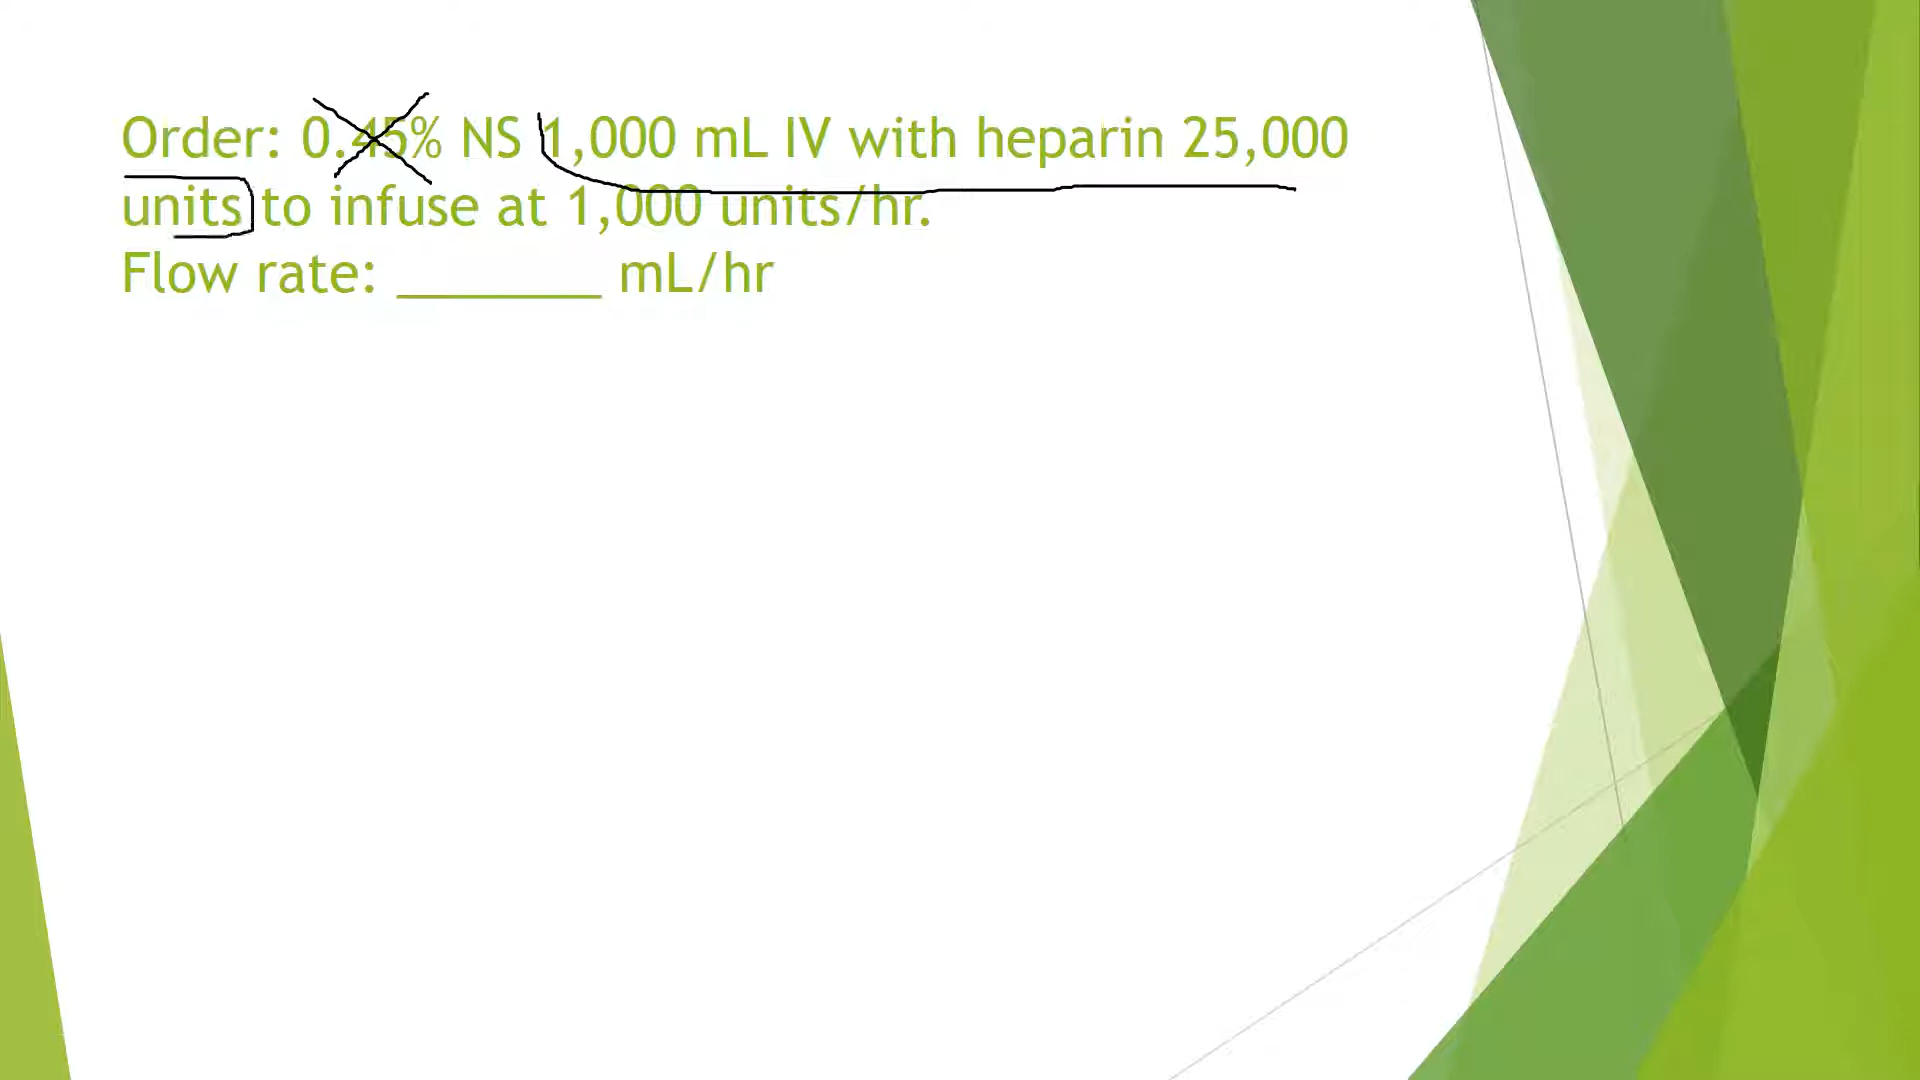 Order: 0.45% NS 1,000 mL IV with heparin 25,000
units to infuse at 1,000 units/hr.
Flow rate: _______ mL/hr